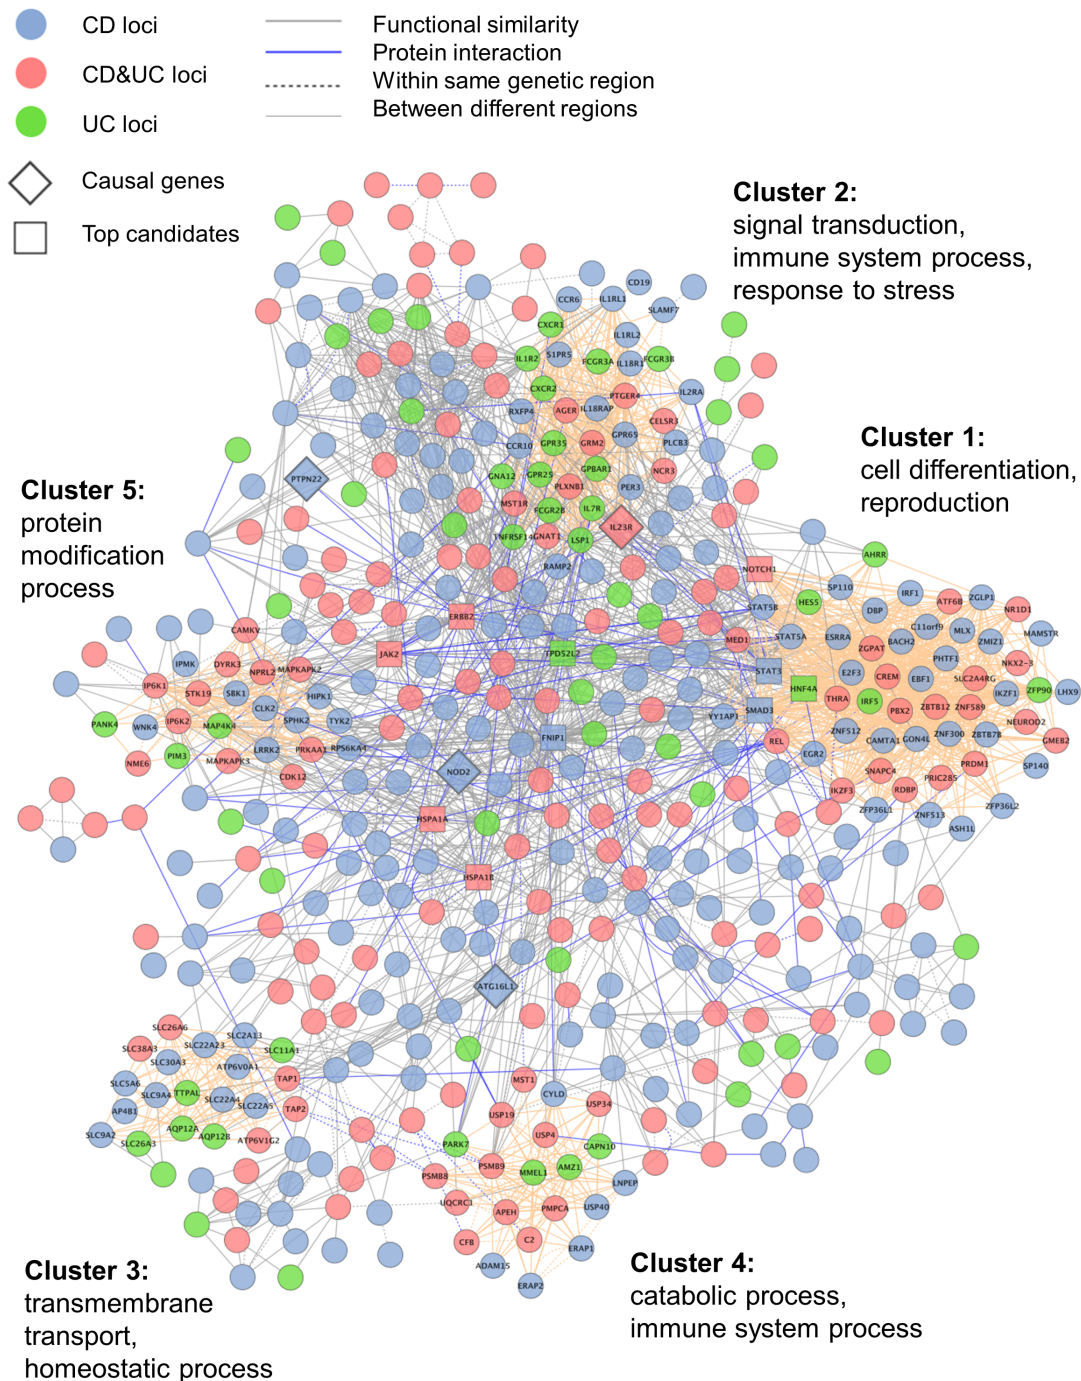 CD loci
CD&UC loci
UC loci
Causal genes
Top candidates
Functional similarity
Protein interaction
Within same genetic region
Between different regions
Cluster 2:
signal transduction,
immune system process,
response to stress
Cluster 1:
cell differentiation,
reproduction
Cluster 5:
protein
modification
process
Cluster 3:
transmembrane
transport,
homeostatic process
Cluster 4:
catabolic process,
immune system process
CD19
CCR6
IL1RL1
SLAMF7
CXCR1
IL1RL2
IL1R2
S1PR5
FCGR3A
IL18R1
FCGR3B
CXCR2
PTGER4
IL2RA
RXFP4
AGER
IL18RAP
CELSR3
CCR10
GPR35
GRM2
GPR65
PLCB3
GNA12
GPR25
GPBAR1
NCR3
PLXNB1
PER3
MST1R
FCGR2B
IL7R
IL23R
TNFRSF14
GNAT1
LSP1
RAMP2
PTPN22
NOTCH1
AHRR
SP110
STAT5B
HES5
DBP
IRF1
ATF6B
ZGLP1
NR1D1
MED1
STAT5A
ESRRA
BACH2
C11orf9
MLX
ZMIZ1
MAMSTR
ZGPAT
PHTF1
STAT3
E2F3
CREM
EBF1
SLC2A4RG
NKX2-3
HNF4A
THRA
IRF5
PBX2
ZBTB12
ZNF589
IKZF1
ZFP90
LHX9
SMAD3
YY1AP1
ZNF512
CAMTA1
GON4L
ZNF300
ZBTB7B
NEUROD2
GMEB2
REL
EGR2
SNAPC4
PRIC285
PRDM1
SP140
IKZF3
RDBP
ZFP36L1
ZNF513
ASH1L
ZFP36L2
ERBB2
JAK2
TPD52L2
FNIP1
NOD2
HSPA1A
HSPA1B
ATG16L1
CAMKV
IPMK
DYRK3
NPRL2
MAPKAPK2
IP6K1
STK19
SBK1
HIPK1
CLK2
PANK4
WNK4
IP6K2
MAP4K4
SPHK2
TYK2
NME6
PIM3
MAPKAPK3
LRRK2
PRKAA1
RPS6KA4
CDK12
SLC26A6
SLC38A3
SLC22A23
SLC2A13
SLC11A1
SLC30A3
ATP6V0A1
TAP1
SLC5A6
SLC9A4
TTPAL
SLC22A4
SLC22A5
TAP2
AP4B1
SLC9A2
SLC26A3
AQP12A
AQP12B
ATP6V1G2
MST1
CYLD
USP34
USP19
USP4
CAPN10
PARK7
PSMB9
PSMB8
MMEL1
AMZ1
LNPEP
UQCRC1
APEH
PMPCA
USP40
CFB
C2
ERAP1
ADAM15
ERAP2